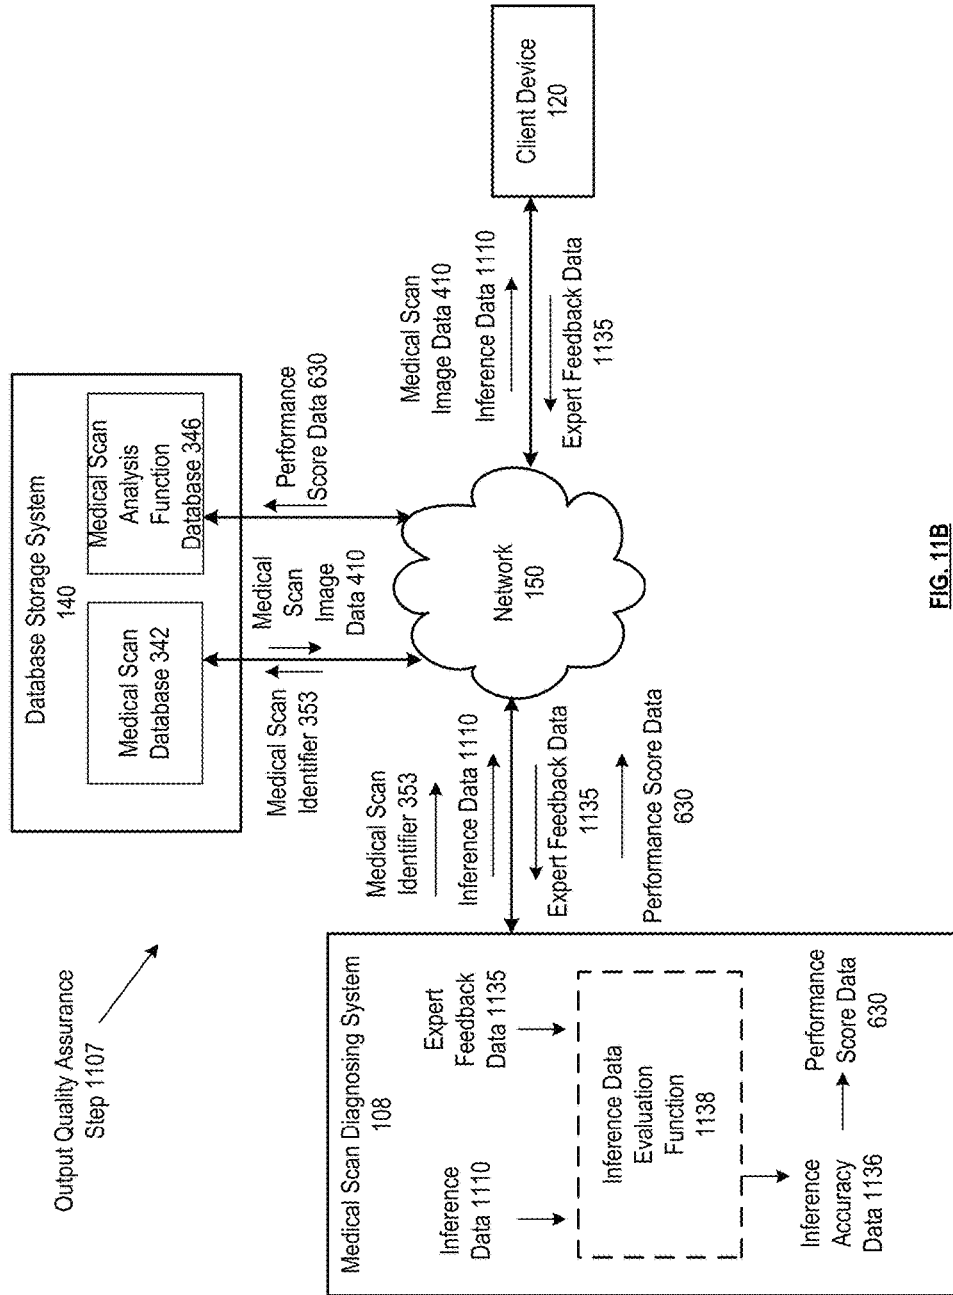 Output Quality Assurance
Step 1107
Database Storage System
140
Medical Scan
Database 342
Medical Scan
Analysis
Function
Database 346
Medical Scan
Identifier 353
Medical
Scan
Image
Data 410
Performance
Score Data 630
Medical Scan Diagnosing System
108
Inference
Data 1110
Expert
Feedback
Data 1135
Inference Data
Evaluation
Function
1138
Inference
Accuracy
Data 1136
Performance
Score Data
630
Medical Scan
Identifier 353
Inference Data 1110
Expert Feedback Data
1135
Performance Score Data
630
Network
150
Medical Scan
Image Data 410
Inference Data 1110
Expert Feedback Data
1135
Client Device
120
FIG. 11B